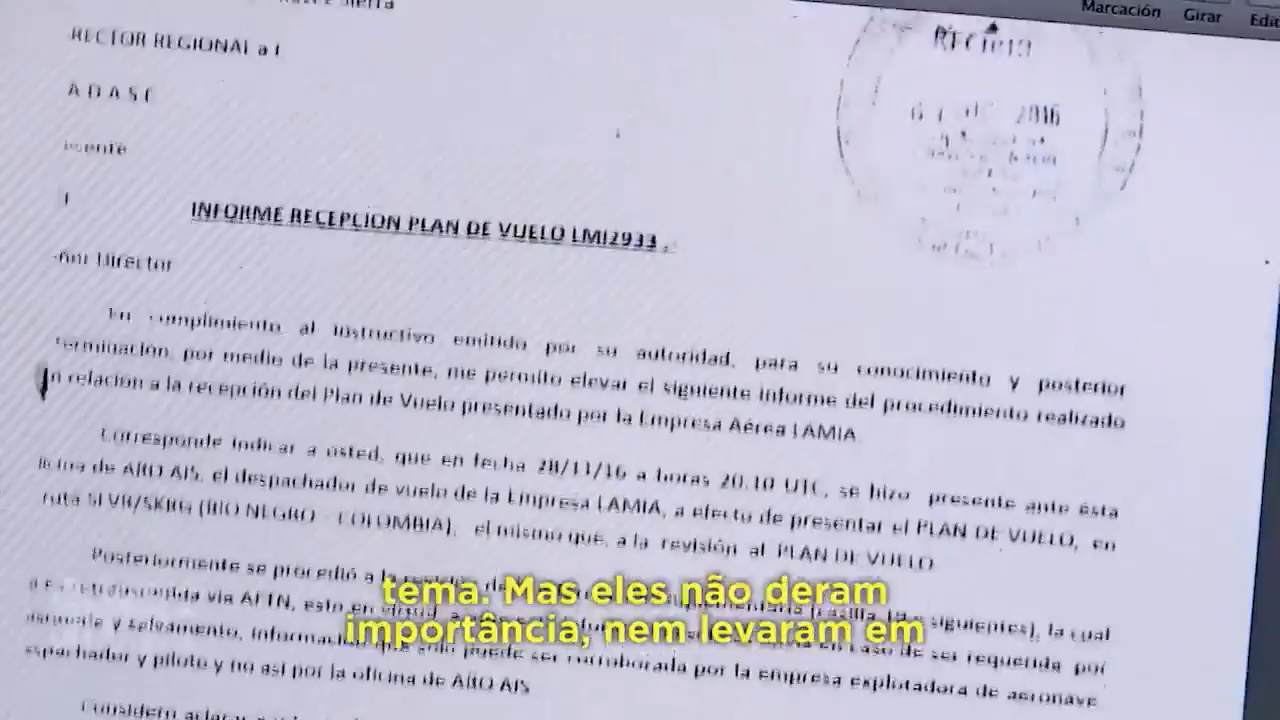 Marcación Girar Edit
RECTOR REGIONAL a i
A D A S E
RECIBIDO
2016
INFORME RECEPCION PLAN DE VUELO LMI2933 .
Director
En cumplimiento al instructivo emitido por su autoridad, para su conocimiento y posterior
terminación, por medio de la presente, me permito elevar el siguiente informe del procedimiento realizado
en relación a la recepción del Plan de Vuelo presentado por la Empresa Aérea LAMIA
Corresponde indicar a usted, que en fecha 28/11/16 a horas 20:10 UTC, se hizo presente ante ésta
oficina de ARO AIS, el despachador de vuelo de la Empresa LAMIA, a efecto de presentar el PLAN DE VUELO, en
ruta SLVR/SKRG (RIO NEGRO - COLOMBIA), el mismo que, a la revisión al PLAN DE VUELO
Posteriormente se procedió a la siguientes), la cual
vía AFTN, esto en virtud, a en caso de ser requerida por
y salvamento, información que solo puede ser corroborada por la empresa explotadora de aeronave
despachador y piloto y no así por la oficina de ARO AIS
Considero aclarar
tema. Mas eles não deram
importância, nem levaram em